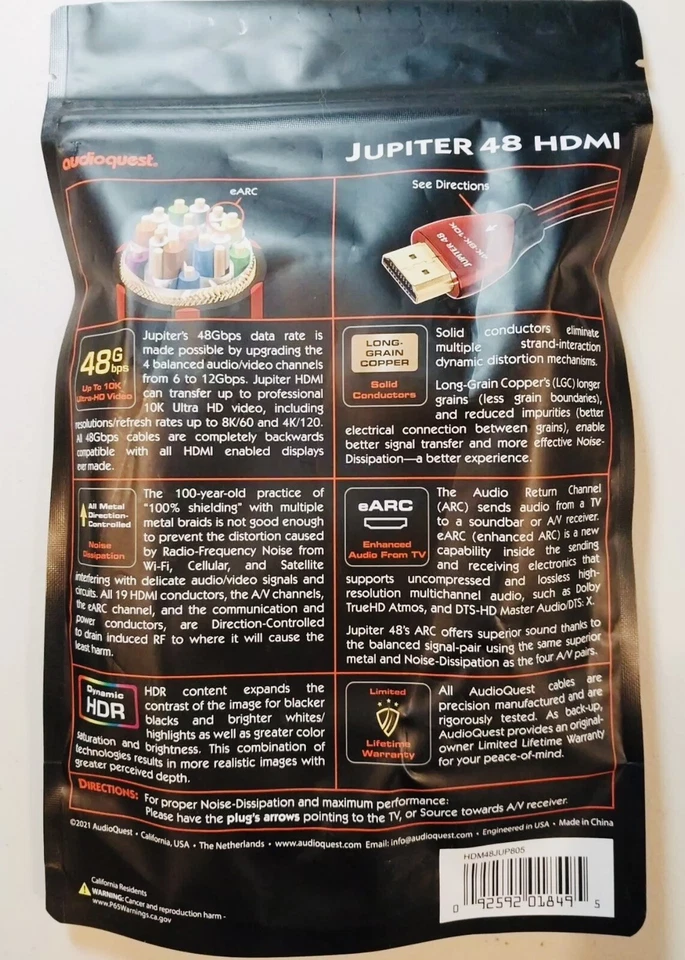 audioquest.
JUPITER 48 HDMI
eARC
See Directions
JUPITER 48
4K·8K·10K
48G
bps
Up To 10K
Ultra-HD Video
Jupiter's 48Gbps data rate is
made possible by upgrading the
4 balanced audio/video channels
from 6 to 12Gbps. Jupiter HDMI
can transfer up to professional
10K Ultra HD video, including
resolutions/refresh rates up to 8K/60 and 4K/120.
All 48Gbps cables are completely backwards
compatible with all HDMI enabled displays
ever made.
LONG-
GRAIN
COPPER
Solid
Conductors
Solid conductors eliminate
multiple strand-interaction
dynamic distortion mechanisms.
Long-Grain Copper's (LGC) longer
grains (less grain boundaries),
and reduced impurities (better
electrical connection between grains), enable
better signal transfer and more effective Noise-
Dissipation—a better experience.
All Metal
Direction-
Controlled
Noise
Dissipation
The 100-year-old practice of
"100% shielding" with multiple
metal braids is not good enough
to prevent the distortion caused
by Radio-Frequency Noise from
Wi-Fi, Cellular, and Satellite
interfering with delicate audio/video signals and
circuits. All 19 HDMI conductors, the A/V channels,
the eARC channel, and the communication and
power conductors, are Direction-Controlled
to drain induced RF to where it will cause the
least harm.
eARC
Enhanced
Audio From TV
The Audio Return Channel
(ARC) sends audio from a TV
to a soundbar or A/V receiver.
eARC (enhanced ARC) is a new
capability inside the sending
and receiving electronics that
supports uncompressed and lossless high-
resolution multichannel audio, such as Dolby
TrueHD Atmos, and DTS-HD Master Audio/DTS: X.
Jupiter 48's ARC offers superior sound thanks to
the balanced signal-pair using the same superior
metal and Noise-Dissipation as the four A/V pairs.
Dynamic
HDR
HDR content expands the
contrast of the image for blacker
blacks and brighter whites/
highlights as well as greater color
saturation and brightness. This combination of
technologies results in more realistic images with
greater perceived depth.
Limited
Lifetime
Warranty
All AudioQuest cables are
precision manufactured and are
rigorously tested. As back-up,
AudioQuest provides an original-
owner Limited Lifetime Warranty
for your peace-of-mind.
DIRECTIONS: For proper Noise-Dissipation and maximum performance:
Please have the plug's arrows pointing to the TV, or Source towards A/V receiver.
©2021 AudioQuest • California, USA • The Netherlands • www.audioquest.com Email: info@audioquest.com • Engineered in USA • Made in China
HDM48JUP805
0 92592 01849 5
California Residents
WARNING: Cancer and reproduction harm -
www.P65Warnings.ca.gov